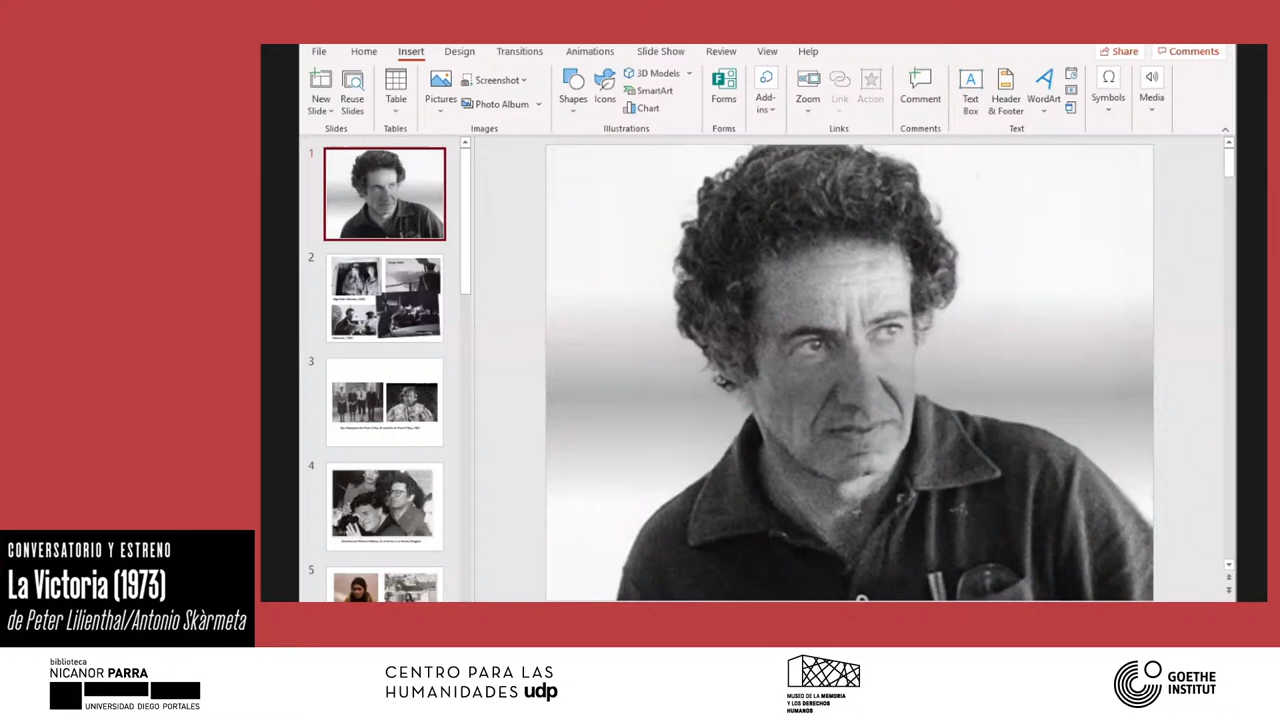 File Home Insert Design Transitions Animations Slide Show Review View Help Share Comments
New Slide
Reuse Slides
Table
Pictures
Screenshot
Photo Album
Shapes
Icons
3D Models
SmartArt
Chart
Forms
Add-ins
Zoom
Link
Action
Comment
Text Box
Header & Footer
WordArt
Symbols
Media
Slides Tables Images Illustrations Forms Links Comments Text
1
2
3
4
5
CONVERSATORIO Y ESTRENO
La Victoria (1973)
de Peter Lilienthal/Antonio Skàrmeta
biblioteca
NICANOR PARRA
UNIVERSIDAD DIEGO PORTALES
CENTRO PARA LAS
HUMANIDADES udp
MUSEO DE LA MEMORIA
Y LOS DERECHOS
HUMANOS
GOETHE
INSTITUT